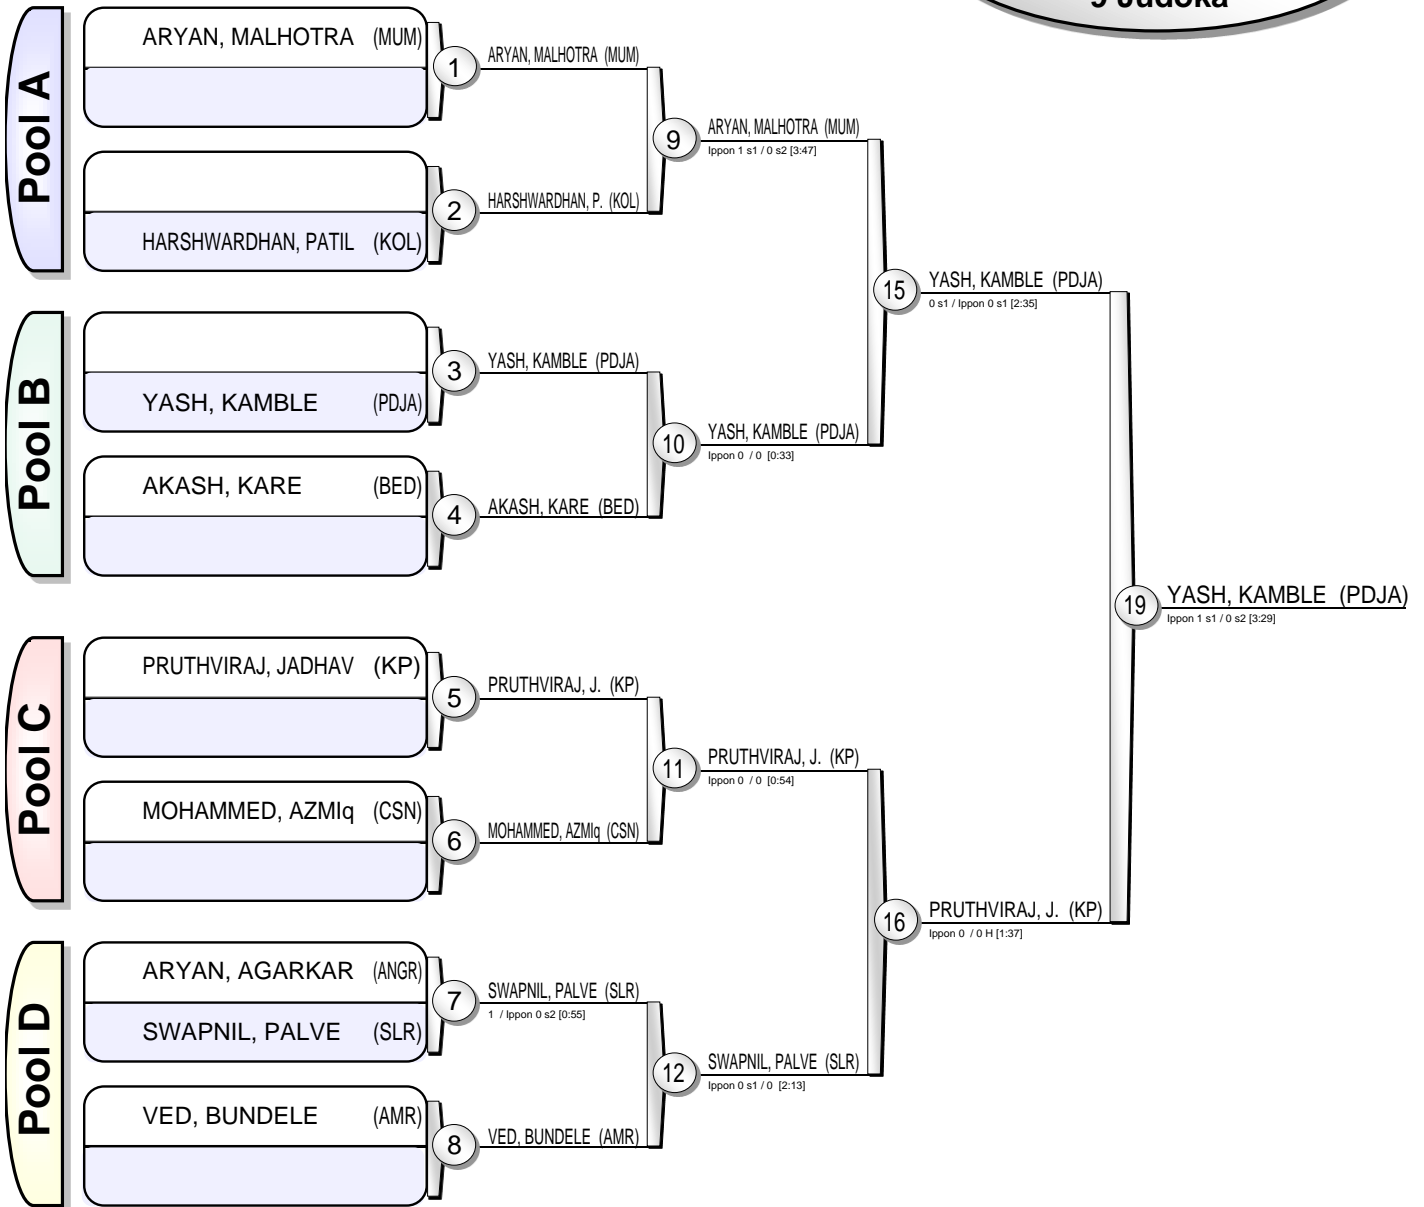 9 Judoka
Pool A
ARYAN, MALHOTRA (MUM)
1
ARYAN, MALHOTRA (MUM)
9
ARYAN, MALHOTRA (MUM)
Ippon 1 s1 / 0 s2 [3:47]
2
HARSHWARDHAN, P. (KOL)
HARSHWARDHAN, PATIL (KOL)
15
YASH, KAMBLE (PDJA)
0 s1 / Ippon 0 s1 [2:35]
Pool B
3
YASH, KAMBLE (PDJA)
YASH, KAMBLE (PDJA)
10
YASH, KAMBLE (PDJA)
Ippon 0 / 0 [0:33]
AKASH, KARE (BED)
4
AKASH, KARE (BED)
19
YASH, KAMBLE (PDJA)
Ippon 1 s1 / 0 s2 [3:29]
Pool C
PRUTHVIRAJ, JADHAV (KP)
5
PRUTHVIRAJ, J. (KP)
11
PRUTHVIRAJ, J. (KP)
Ippon 0 / 0 [0:54]
MOHAMMED, AZMIq (CSN)
6
MOHAMMED, AZMIq (CSN)
16
PRUTHVIRAJ, J. (KP)
Ippon 0 / 0 H [1:37]
Pool D
ARYAN, AGARKAR (ANGR)
7
SWAPNIL, PALVE (SLR)
1 / Ippon 0 s2 [0:55]
SWAPNIL, PALVE (SLR)
12
SWAPNIL, PALVE (SLR)
Ippon 0 s1 / 0 [2:13]
VED, BUNDELE (AMR)
8
VED, BUNDELE (AMR)